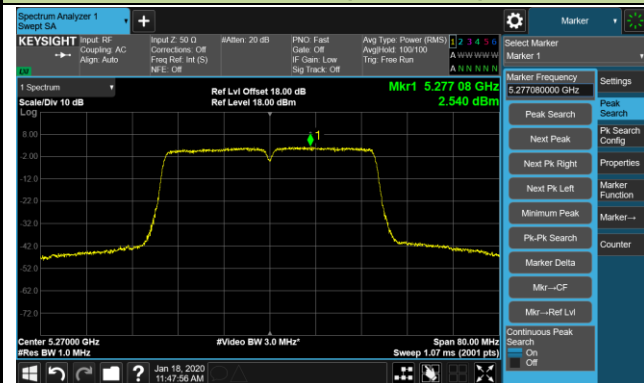 Spectrum Analyzer 1
Swept SA
Marker
KEYSIGHT
Input: RF
Coupling: AC
Align: Auto
Input Z: 50 Ω
Corrections: Off
Freq Ref: Int (S)
NFE: Off
#Atten: 20 dB
PNO: Fast
Gate: Off
IF Gain: Low
Sig Track: Off
Avg Type: Power (RMS)
Avg|Hold: 100/100
Trig: Free Run
1 2 3 4 5 6
A W W W W W
A N N N N N
Select Marker
Marker 1
1 Spectrum
Scale/Div 10 dB
Log
Ref Lvl Offset 18.00 dB
Ref Level 18.00 dBm
Mkr1 5.277 08 GHz
2.540 dBm
8.00
-2.00
-12.0
-22.0
-32.0
-42.0
-52.0
-62.0
-72.0
1
Center 5.27000 GHz
#Res BW 1.0 MHz
#Video BW 3.0 MHz*
Span 80.00 MHz
Sweep 1.07 ms (2001 pts)
Marker Frequency
5.277080000 GHz
Peak Search
Next Peak
Next Pk Right
Next Pk Left
Minimum Peak
Pk-Pk Search
Marker Delta
Mkr→CF
Mkr→Ref Lvl
Continuous Peak
Search
On
Off
Settings
Peak
Search
Pk Search
Config
Properties
Marker
Function
Marker→
Counter
Jan 18, 2020
11:47:56 AM